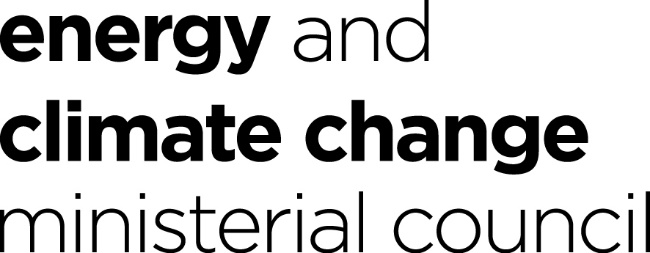 energy and
climate change
ministerial council